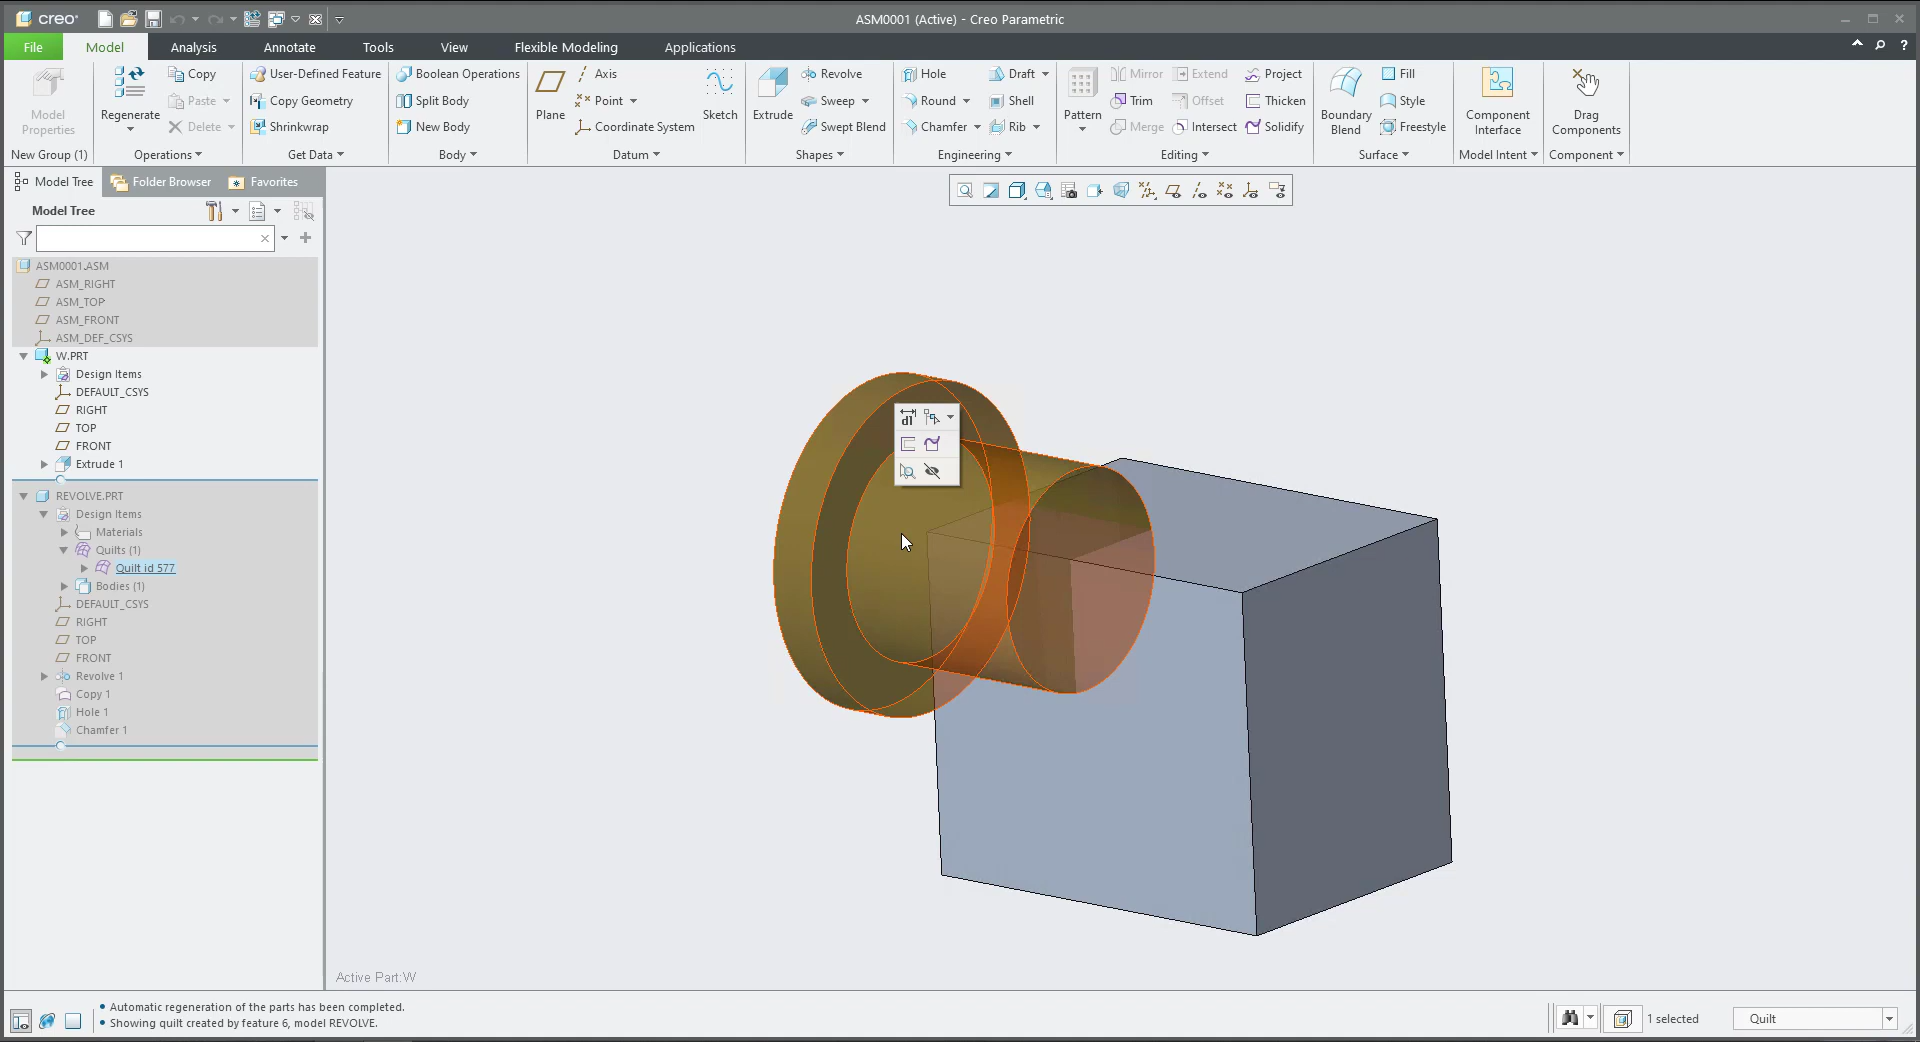 creo®
ASM0001 (Active) - Creo Parametric
File
Model
Analysis
Annotate
Tools
View
Flexible Modeling
Applications
?
Model Properties
New Group (1)
Regenerate
Copy
Paste
Delete
Operations
User-Defined Feature
Copy Geometry
Shrinkwrap
Get Data
Boolean Operations
Split Body
New Body
Body
Plane
Axis
Point
Coordinate System
Sketch
Datum
Extrude
Revolve
Sweep
Swept Blend
Shapes
Hole
Round
Chamfer
Draft
Shell
Rib
Engineering
Pattern
Mirror
Trim
Merge
Extend
Offset
Intersect
Project
Thicken
Solidify
Editing
Boundary Blend
Fill
Style
Freestyle
Surface
Component Interface
Model Intent
Drag Components
Component
Model Tree
Folder Browser
Favorites
Model Tree
ASM0001.ASM
ASM_RIGHT
ASM_TOP
ASM_FRONT
ASM_DEF_CSYS
W.PRT
Design Items
DEFAULT_CSYS
RIGHT
TOP
FRONT
Extrude 1
REVOLVE.PRT
Design Items
Materials
Quilts (1)
Quilt id 577
Bodies (1)
DEFAULT_CSYS
RIGHT
TOP
FRONT
Revolve 1
Copy 1
Hole 1
Chamfer 1
d1
Active Part:W
• Automatic regeneration of the parts has been completed.
• Showing quilt created by feature 6, model REVOLVE.
1 selected
Quilt